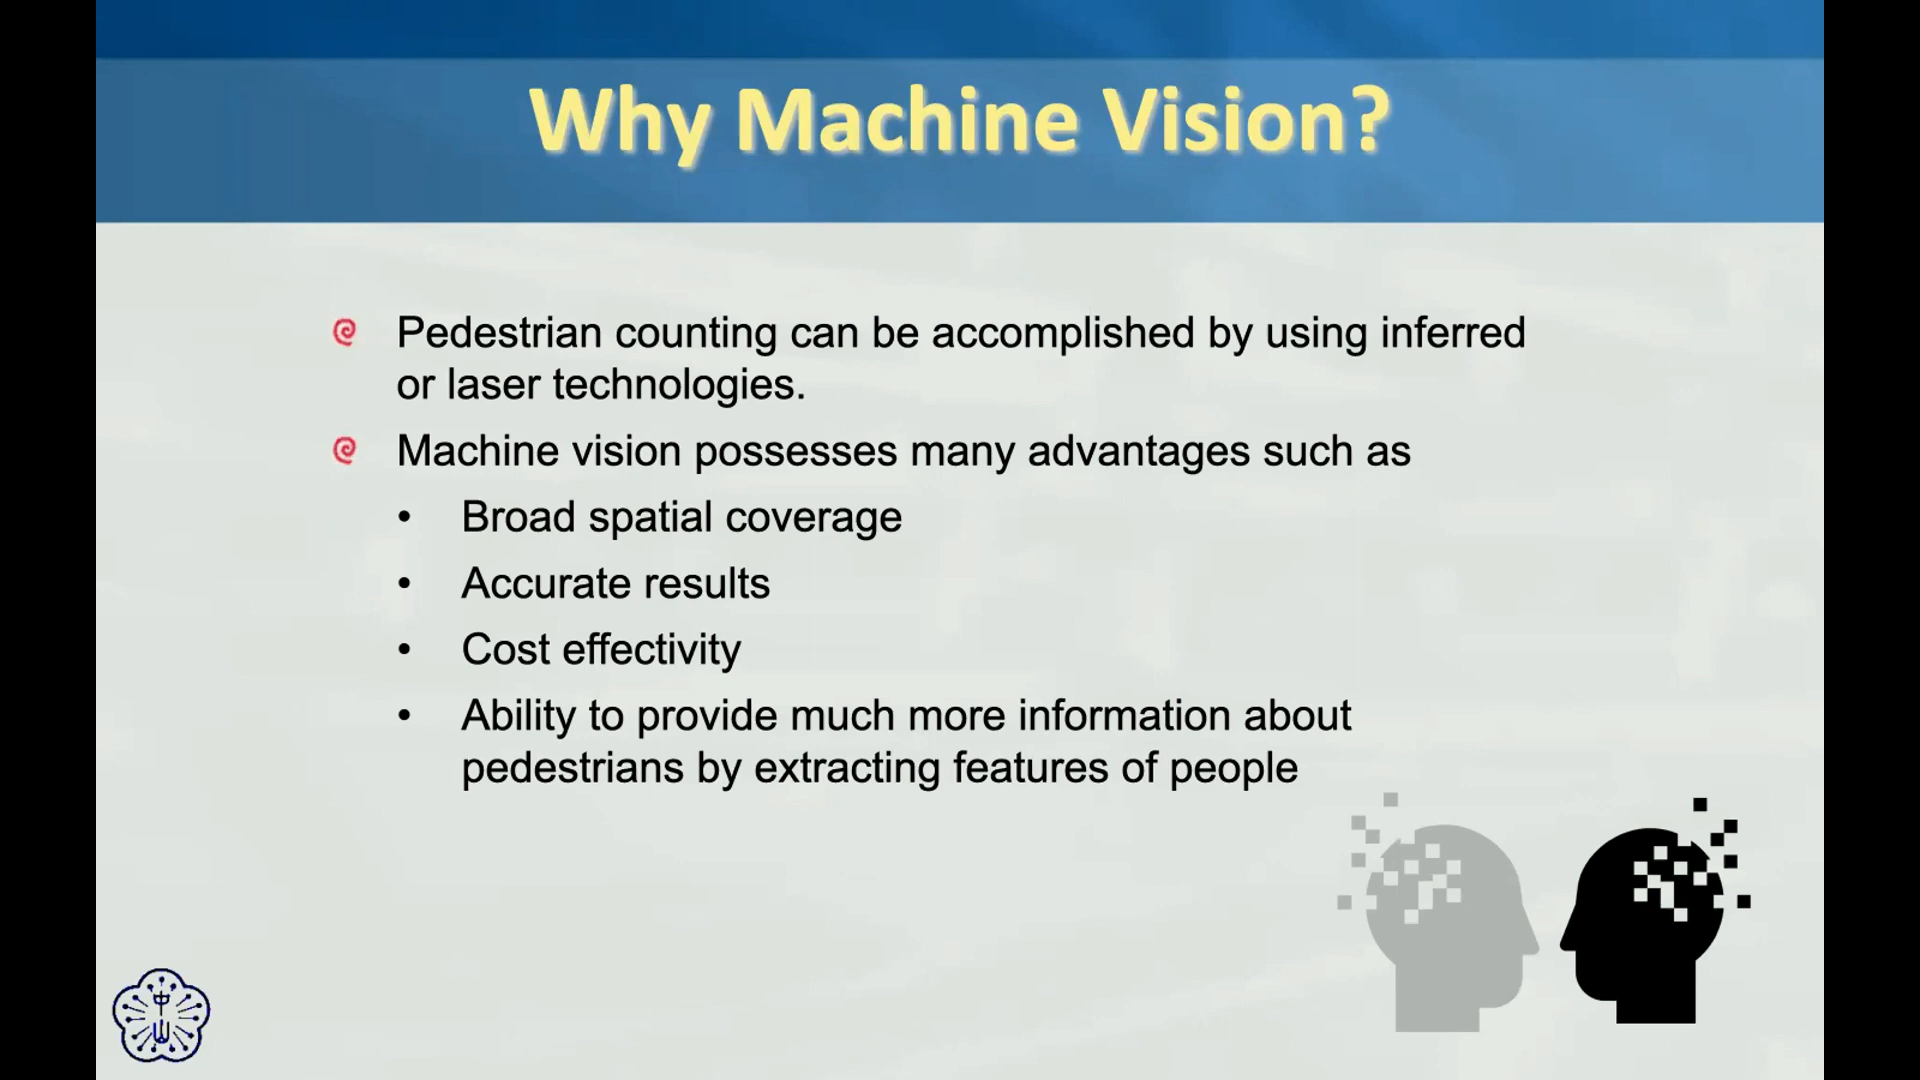 Why Machine Vision?
Pedestrian counting can be accomplished by using inferred
or laser technologies.
Machine vision possesses many advantages such as
• Broad spatial coverage
• Accurate results
• Cost effectivity
• Ability to provide much more information about
pedestrians by extracting features of people